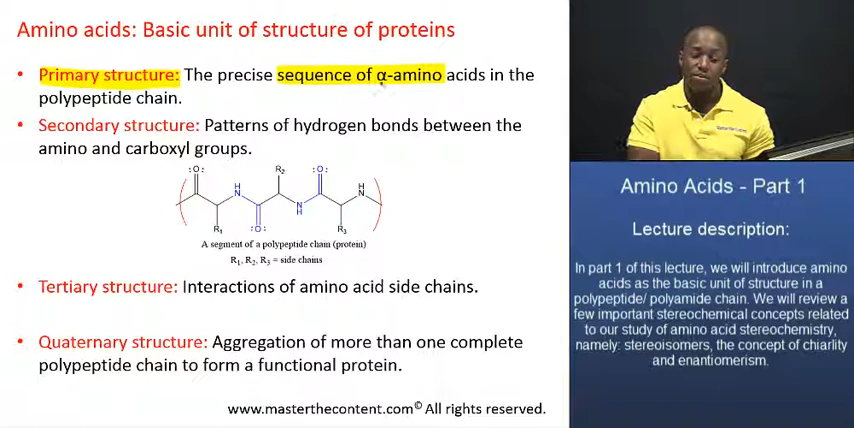 Amino acids: Basic unit of structure of proteins
• Primary structure: The precise sequence of α-amino acids in the
polypeptide chain.
• Secondary structure: Patterns of hydrogen bonds between the
amino and carboxyl groups.
:O: R₂ :O:
H N H N
N H
R₁ :O: R₃
A segment of a polypeptide chain (protein)
R₁, R₂, R₃ = side chains
• Tertiary structure: Interactions of amino acid side chains.
• Quaternary structure: Aggregation of more than one complete
polypeptide chain to form a functional protein.
www.masterthecontent.com© All rights reserved.
Amino Acids - Part 1
Lecture description:
In part 1 of this lecture, we will introduce amino
acids as the basic unit of structure in a
polypeptide/ polyamide chain. We will review a
few important stereochemical concepts related
to our study of amino acid stereochemistry,
namely: stereoisomers, the concept of chiarlity
and enantiomerism.